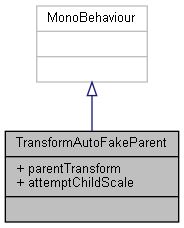 MonoBehaviour
TransformAutoFakeParent
+ parentTransform
+ attemptChildScale